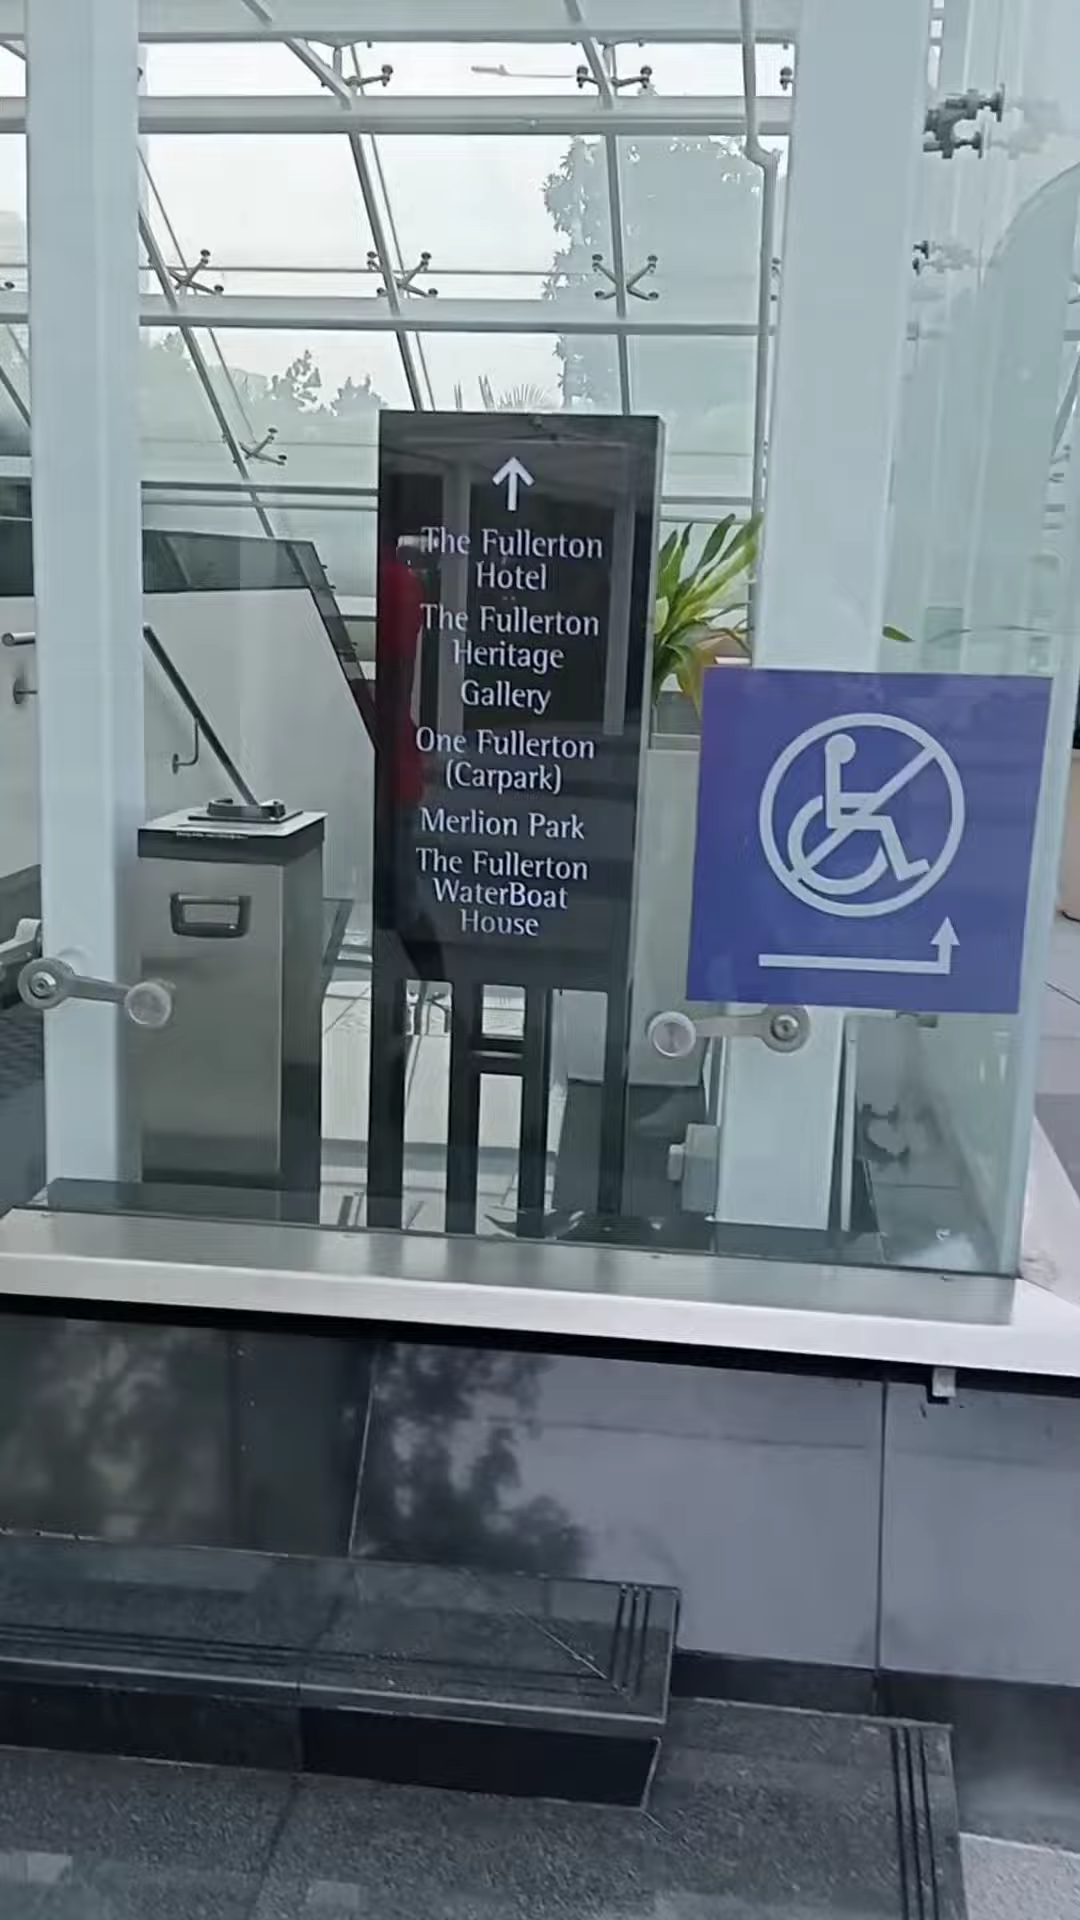 The Fullerton
Hotel
The Fullerton
Heritage
Gallery
One Fullerton
(Carpark)
Merlion Park
The Fullerton
WaterBoat
House